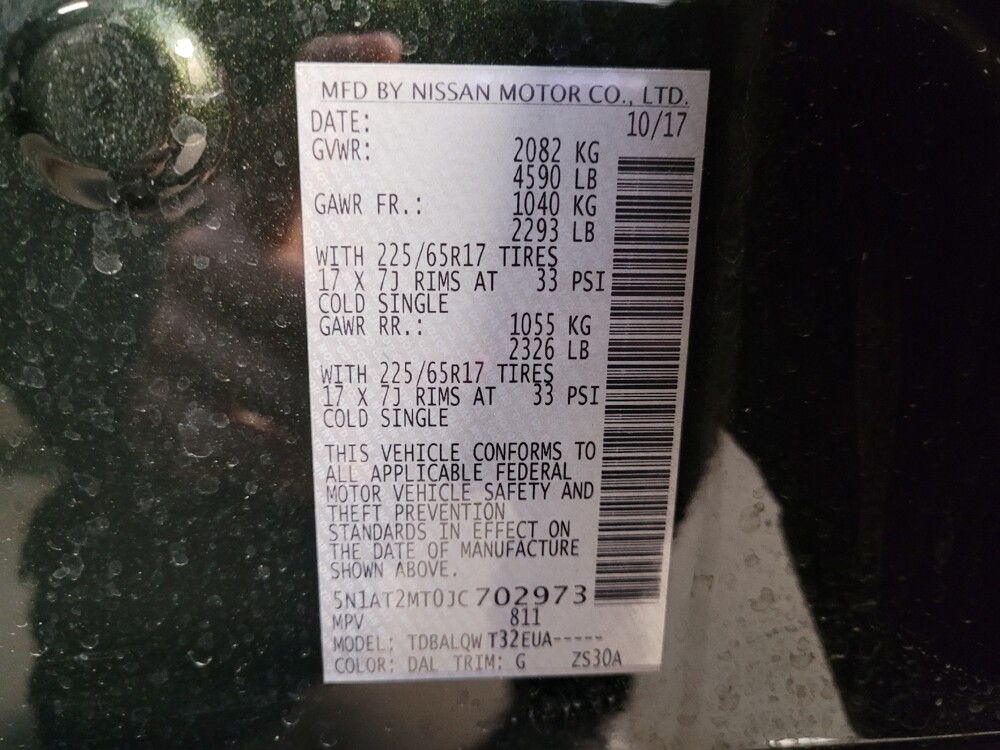 MFD BY NISSAN MOTOR CO., LTD.
DATE: 10/17
GVWR: 2082 KG
4590 LB
GAWR FR.: 1040 KG
2293 LB
WITH 225/65R17 TIRES
17 X 7J RIMS AT 33 PSI
COLD SINGLE
GAWR RR.: 1055 KG
2326 LB
WITH 225/65R17 TIRES
17 X 7J RIMS AT 33 PSI
COLD SINGLE
THIS VEHICLE CONFORMS TO
ALL APPLICABLE FEDERAL
MOTOR VEHICLE SAFETY AND
THEFT PREVENTION
STANDARDS IN EFFECT ON
THE DATE OF MANUFACTURE
SHOWN ABOVE.
5N1AT2MT0JC702973
MPV 811
MODEL: TDBALQW T32EUA-----
COLOR: DAL TRIM: G ZS30A